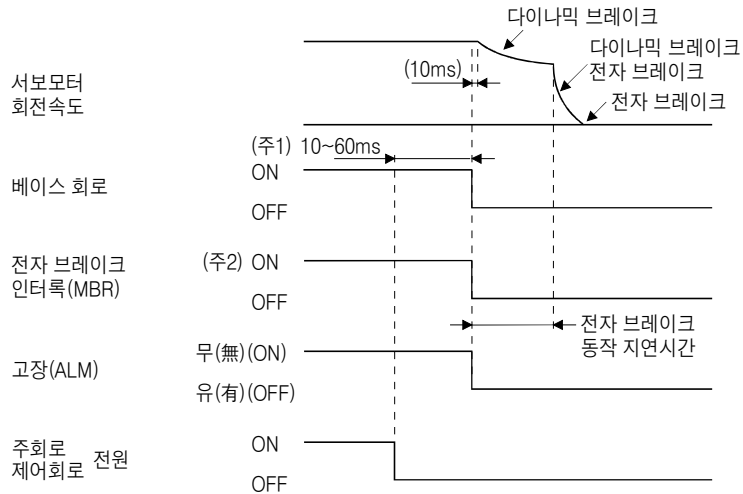 다이나믹 브레이크
다이나믹 브레이크
전자 브레이크
전자 브레이크
(10ms)
서보모터
회전속도
(주1) 10~60ms
ON
베이스 회로
OFF
전자 브레이크
인터록(MBR)
(주2) ON
OFF
전자 브레이크
동작 지연시간
고장(ALM)
무(無)(ON)
유(有)(OFF)
주회로
제어회로 전원
ON
OFF